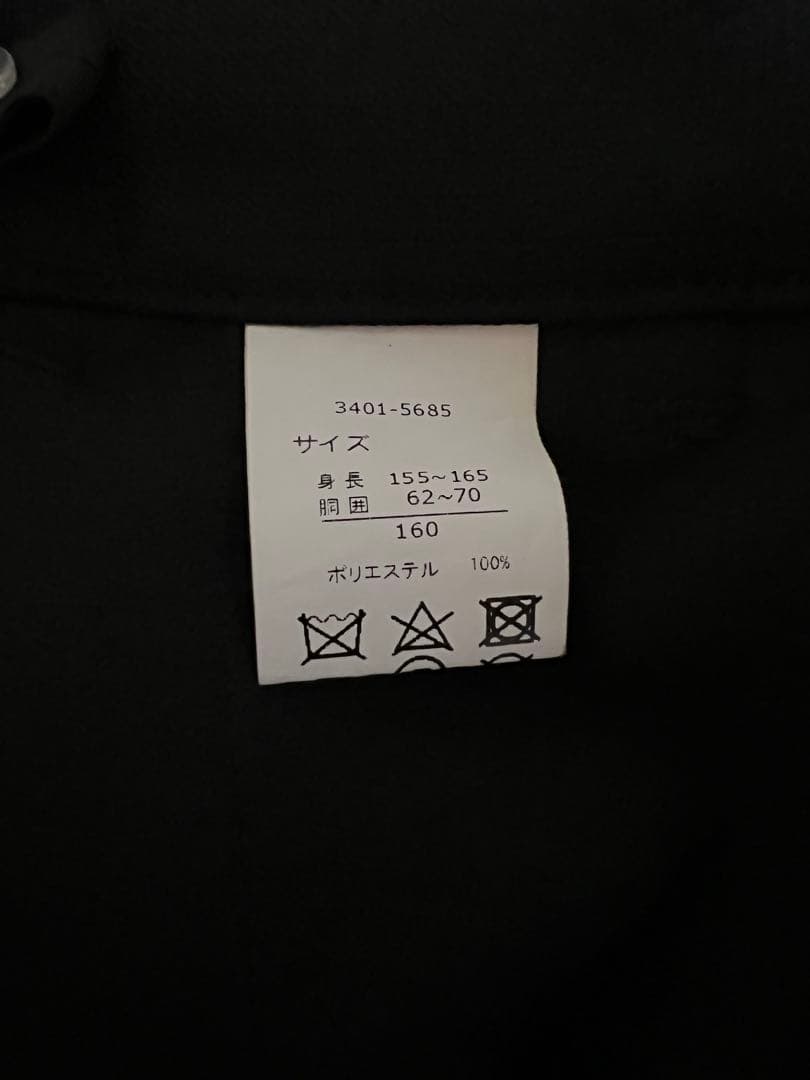 3401-5685
サイズ
身長 155～165
胴囲 62～70
160
ポリエステル 100%